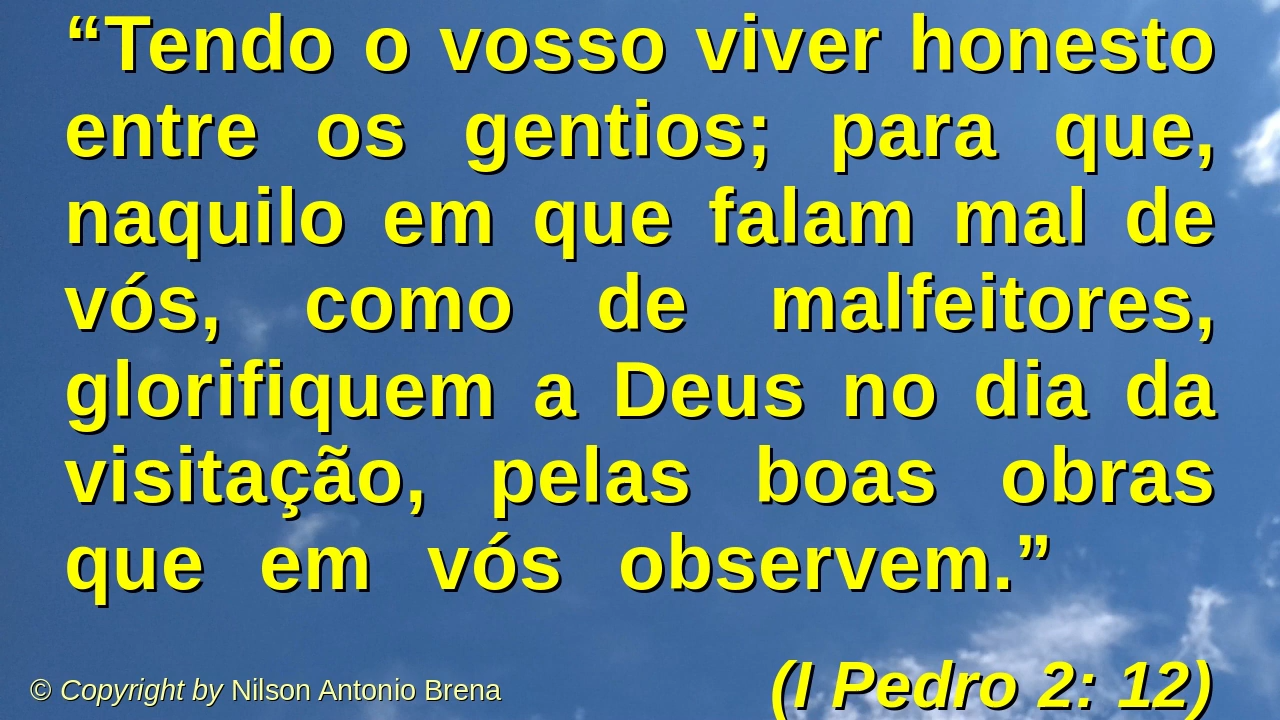 “Tendo o vosso viver honesto
entre os gentios; para que,
naquilo em que falam mal de
vós, como de malfeitores,
glorifiquem a Deus no dia da
visitação, pelas boas obras
que em vós observem.”
(I Pedro 2: 12)
© Copyright by Nilson Antonio Brena